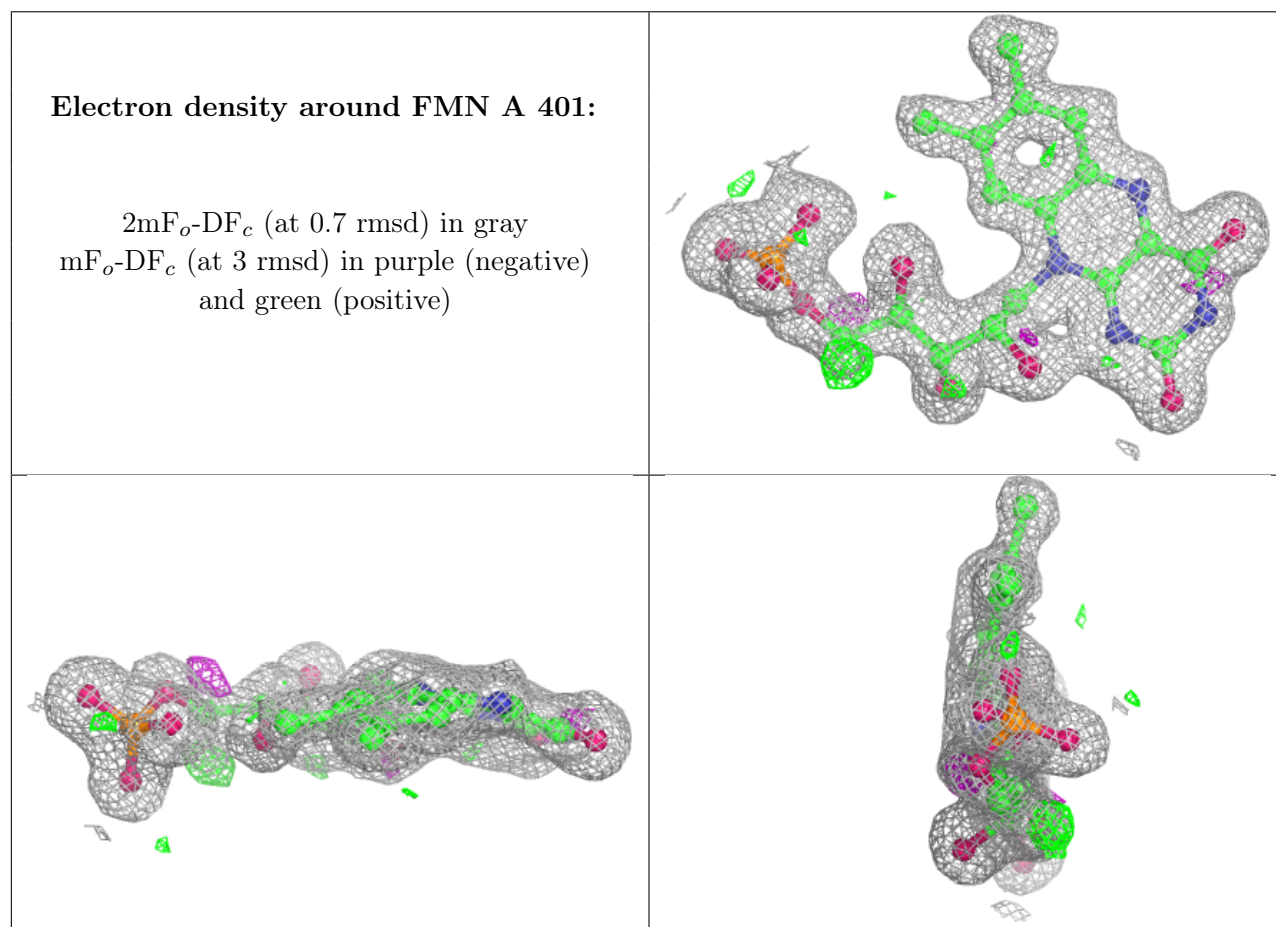 Electron density around FMN A 401:
2mFₒ-DF𝒸 (at 0.7 rmsd) in gray
mFₒ-DF𝒸 (at 3 rmsd) in purple (negative)
and green (positive)